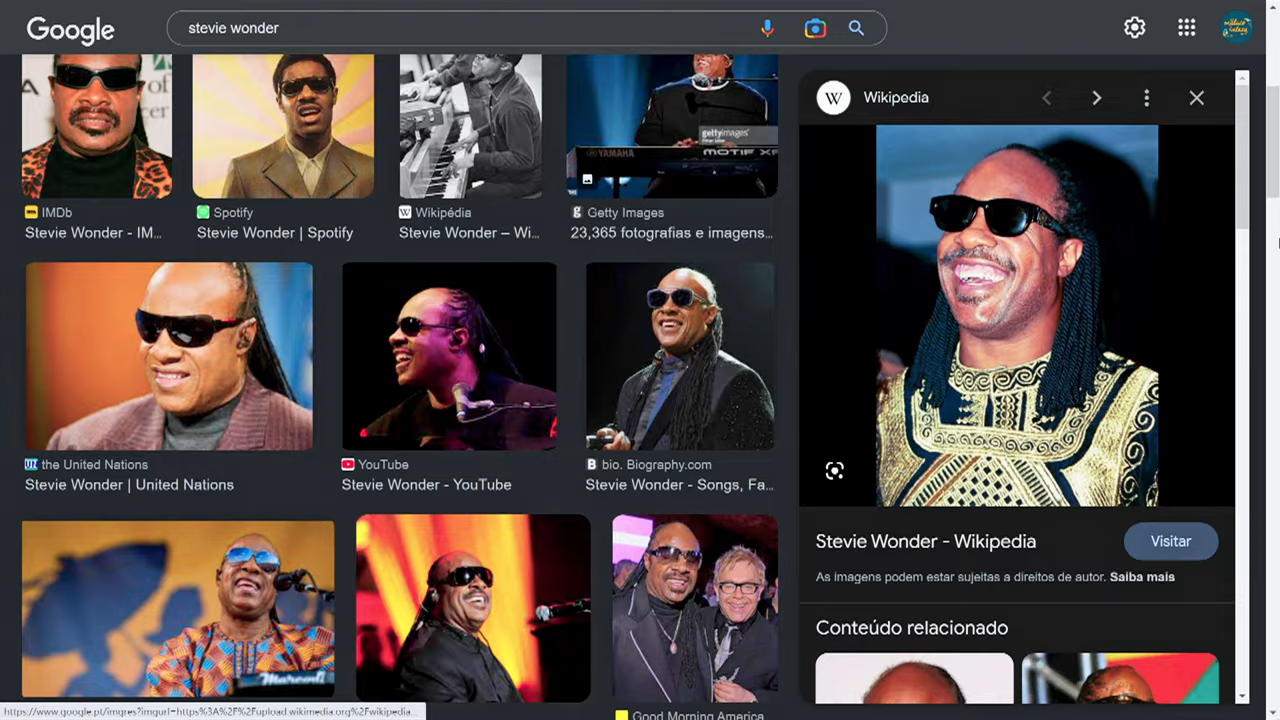 Google
stevie wonder
IMDb
Stevie Wonder - IM...
Spotify
Stevie Wonder | Spotify
Wikipédia
Stevie Wonder – Wi...
gettyimages
YAMAHA
MOTIF XF
Getty Images
23,365 fotografias e imagens...
the United Nations
Stevie Wonder | United Nations
YouTube
Stevie Wonder - YouTube
bio. Biography.com
Stevie Wonder - Songs, Fa...
Good Morning America
W
Wikipedia
Stevie Wonder - Wikipedia
Visitar
As imagens podem estar sujeitas a direitos de autor. Saiba mais
Conteúdo relacionado
https://www.google.pt/imgres?imgurl=https%3A%2F%2Fupload.wikimedia.org%2Fwikipedia...